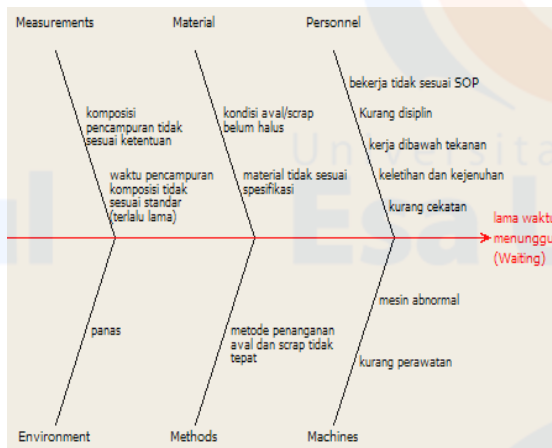 Measurements
Material
Personnel
bekerja tidak sesuai SOP
komposisi
pencampuran tidak
sesuai ketentuan
kondisi aval/scrap
belum halus
Kurang disiplin
kerja dibawah tekanan
Universita
waktu pencampuran
komposisi tidak
sesuai standar
(terlalu lama)
material tidak sesuai
spesifikasi
keletihan dan kejenuhan
kurang cekatan
lama waktu
menunggu
(Waiting)
Esa
ul
mesin abnormal
panas
metode penanganan
aval dan scrap tidak
tepat
kurang perawatan
Environment
Methods
Machines